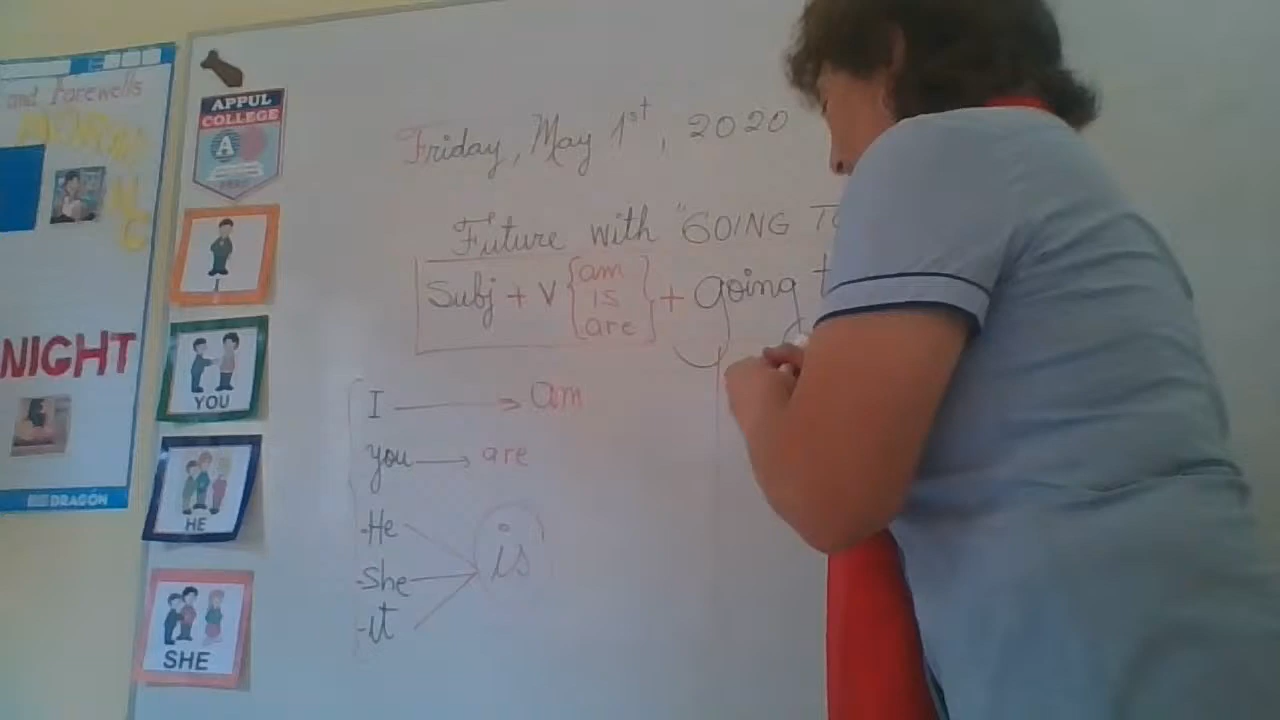 and Farewells
NIGHT
DRAGÓN
APPUL
COLLEGE
A
I
YOU
HE
SHE
Friday, May 1st, 2020
Future with "GOING TO
Subj + V { am is are } + going t
I → am
you → are
-He
-She
-it
is